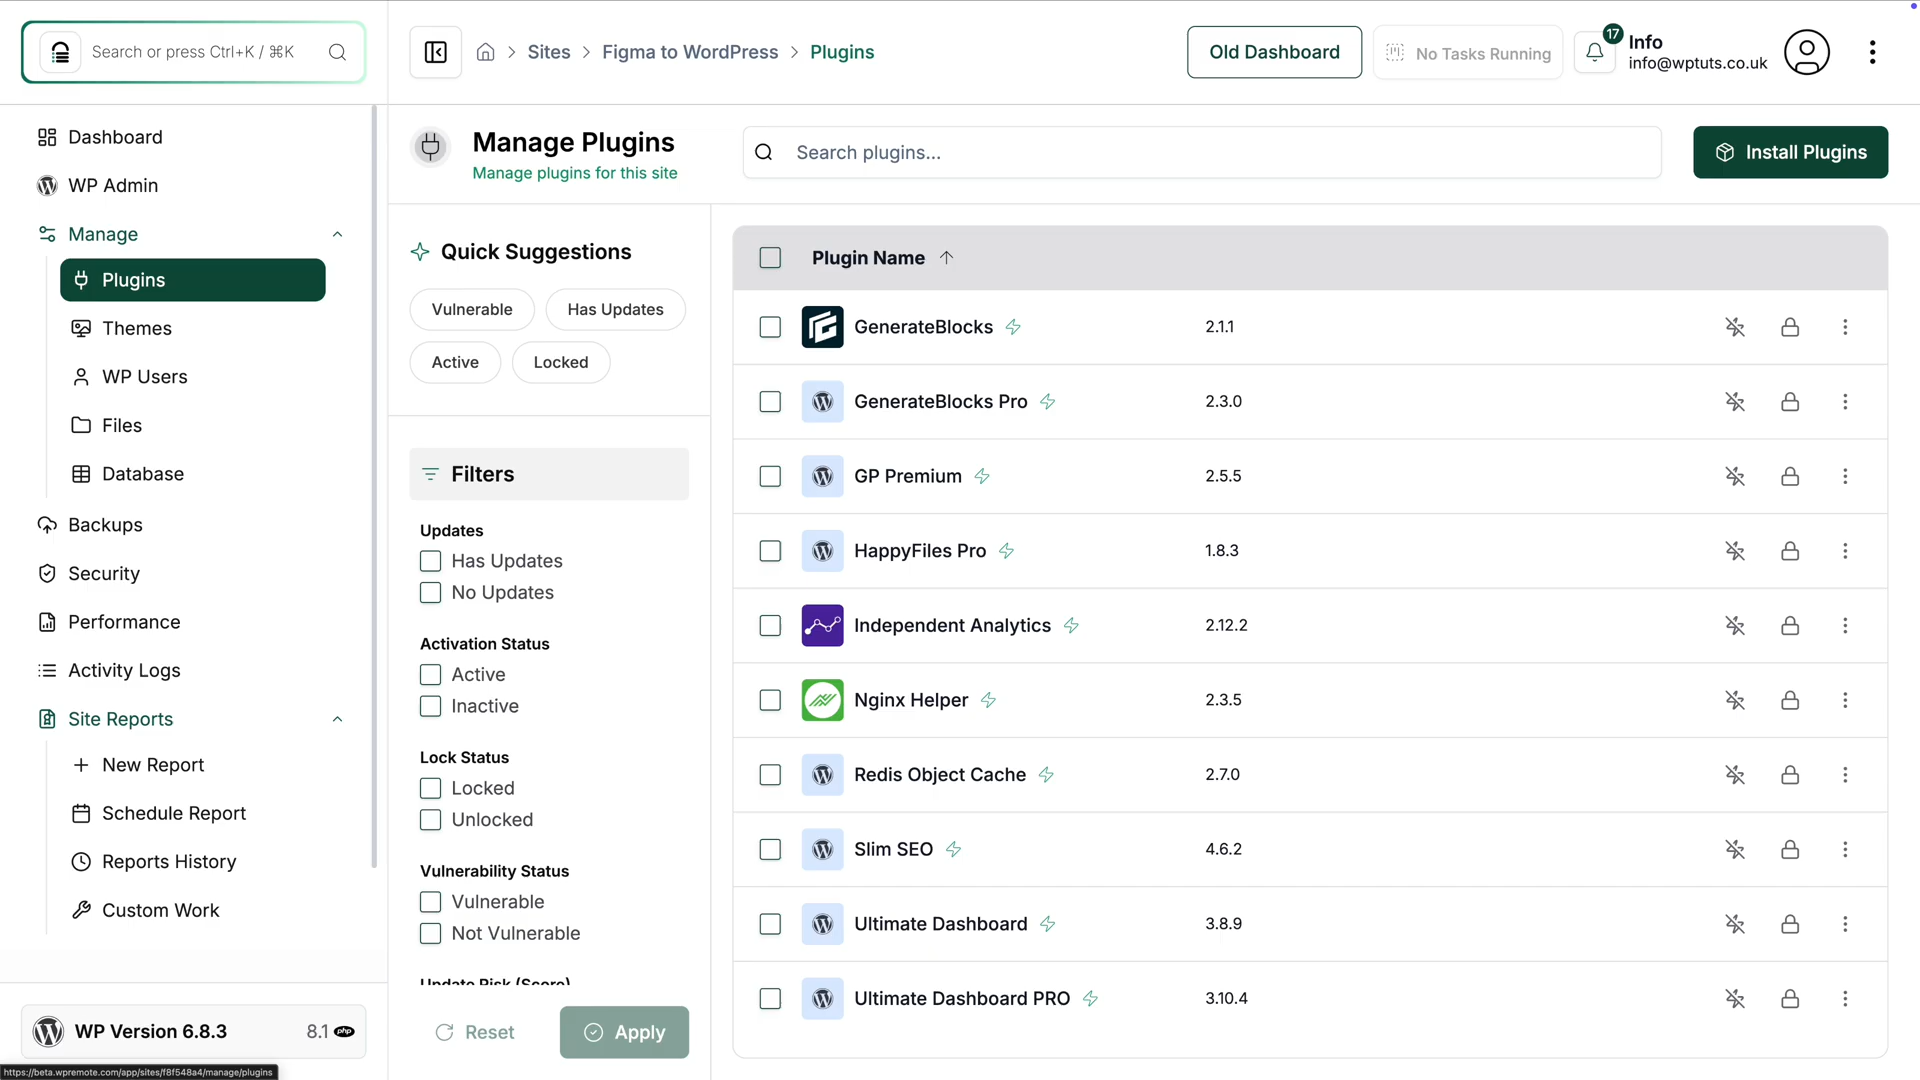 Search or press Ctrl+K / ⌘K
Sites
Figma to WordPress
Plugins
Old Dashboard
No Tasks Running
17
Info
info@wptuts.co.uk
Dashboard
WP Admin
Manage
Plugins
Themes
WP Users
Files
Database
Backups
Security
Performance
Activity Logs
Site Reports
New Report
Schedule Report
Reports History
Custom Work
WP Version 6.8.3
8.1 php
https://beta.wpremote.com/app/sites/f8f548a4/manage/plugins
Manage Plugins
Manage plugins for this site
Search plugins...
Install Plugins
Quick Suggestions
Vulnerable
Has Updates
Active
Locked
Filters
Updates
Has Updates
No Updates
Activation Status
Active
Inactive
Lock Status
Locked
Unlocked
Vulnerability Status
Vulnerable
Not Vulnerable
Update Risk (Score)
Reset
Apply
Plugin Name
GenerateBlocks 2.1.1
GenerateBlocks Pro 2.3.0
GP Premium 2.5.5
HappyFiles Pro 1.8.3
Independent Analytics 2.12.2
Nginx Helper 2.3.5
Redis Object Cache 2.7.0
Slim SEO 4.6.2
Ultimate Dashboard 3.8.9
Ultimate Dashboard PRO 3.10.4